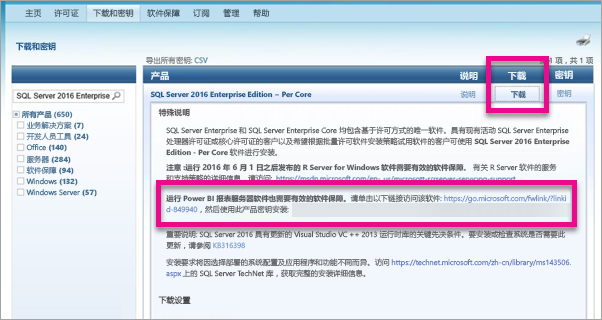 主页 许可证 下载和密钥 软件保障 订阅 管理 帮助
下载和密钥
导出所有密钥: CSV
项，共 1 项
产品 说明 下载 密钥
SQL Server 2016 Enterprise
SQL Server 2016 Enterprise Edition – Per Core 说明 下载 密钥
所有产品 (650)
业务解决方案 (7)
开发人员工具 (24)
Office (140)
服务器 (284)
软件保障 (94)
Windows (132)
Windows Server (57)
特殊说明
SQL Server Enterprise 和 SQL Server Enterprise Core 均包含基于许可方式的唯一软件。具有现有活动 SQL Server Enterprise
处理器许可证或核心许可证的客户以及希望根据批量许可软件安装策略试用软件的客户可使用 SQL Server 2016 Enterprise
Edition - Per Core 软件进行安装。
注意 :运行 2016 年 6 月 1 日之后发布的 R Server for Windows 软件需要有效的软件保障。 有关 R Server 软件的服务
和支持策略的详细信息，请访问:
运行 Power BI 报表服务器软件也需要有效的软件保障。请单击以下链接访问该软件: https://go.microsoft.com/fwlink/?linki
d=849940，然后使用此产品密钥安装:
重要说明: SQL Server 2016 具有更新的 Visual Studio VC ++ 2013 运行时库的关键先决条件。要安装或检查系统是否需要此
更新，请参阅 KB3164398
安装要求将因选择部署的系统配置及应用程序和功能不同而异。访问 https://technet.microsoft.com/zh-cn/library/ms143506.
aspx 上的 SQL Server TechNet 库，获取完整的安装详细信息。
下载设置